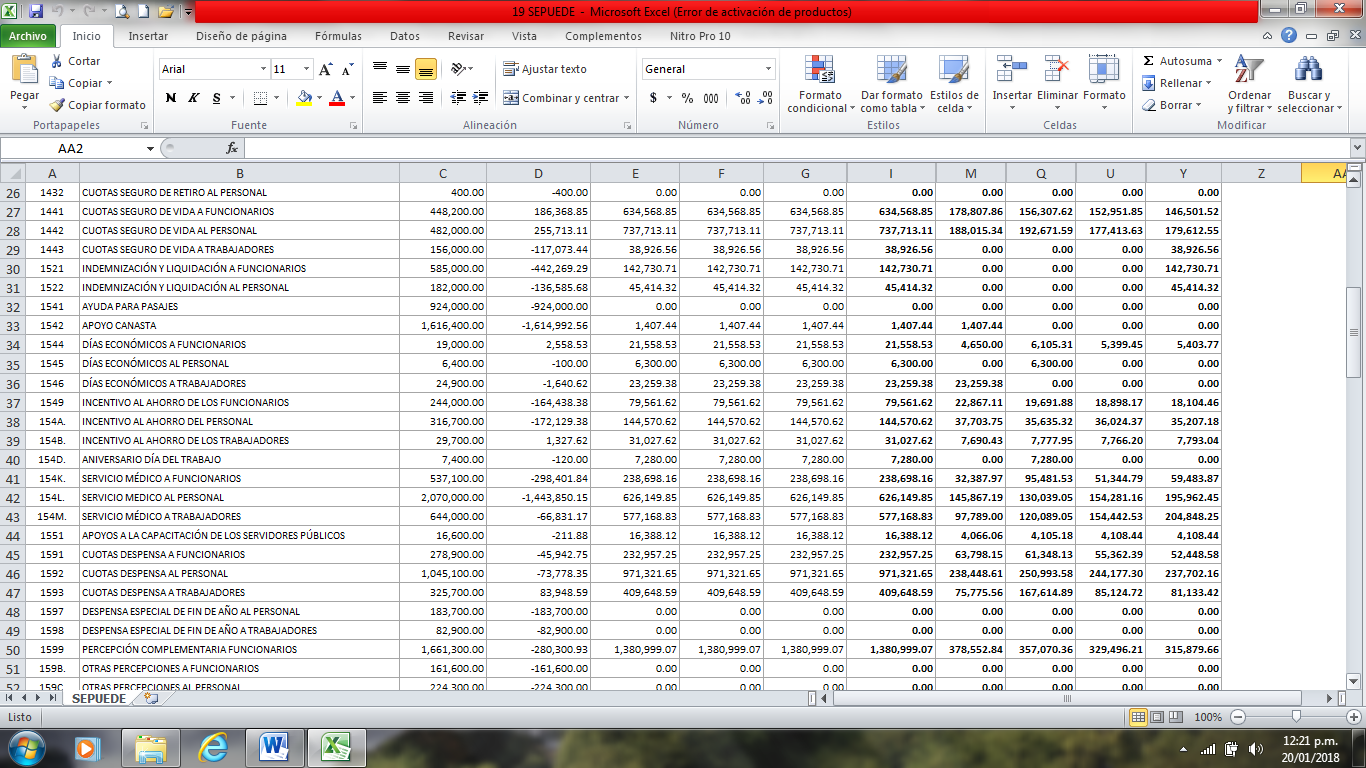 19 SEPUEDE - Microsoft Excel (Error de activación de productos)
Archivo Inicio Insertar Diseño de página Fórmulas Datos Revisar Vista Complementos Nitro Pro 10
Pegar Cortar Copiar Copiar formato Portapapeles
Arial 11 N K S Fuente
Ajustar texto Combinar y centrar Alineación
General $ % 000 Número
Formato condicional Dar formato como tabla Estilos de celda Estilos
Insertar Eliminar Formato Celdas
Σ Autosuma Rellenar Borrar Ordenar y filtrar Buscar y seleccionar Modificar
AA2 fx
A B C D E F G I M Q U Y Z AA
26 1432 CUOTAS SEGURO DE RETIRO AL PERSONAL 400.00 -400.00 0.00 0.00 0.00 0.00 0.00 0.00 0.00 0.00
27 1441 CUOTAS SEGURO DE VIDA A FUNCIONARIOS 448,200.00 186,368.85 634,568.85 634,568.85 634,568.85 634,568.85 178,807.86 156,307.62 152,951.85 146,501.52
28 1442 CUOTAS SEGURO DE VIDA AL PERSONAL 482,000.00 255,713.11 737,713.11 737,713.11 737,713.11 737,713.11 188,015.34 192,671.59 177,413.63 179,612.55
29 1443 CUOTAS SEGURO DE VIDA A TRABAJADORES 156,000.00 -117,073.44 38,926.56 38,926.56 38,926.56 38,926.56 0.00 0.00 0.00 38,926.56
30 1521 INDEMNIZACIÓN Y LIQUIDACIÓN A FUNCIONARIOS 585,000.00 -442,269.29 142,730.71 142,730.71 142,730.71 142,730.71 0.00 0.00 0.00 142,730.71
31 1522 INDEMNIZACIÓN Y LIQUIDACIÓN AL PERSONAL 182,000.00 -136,585.68 45,414.32 45,414.32 45,414.32 45,414.32 0.00 0.00 0.00 45,414.32
32 1541 AYUDA PARA PASAJES 924,000.00 -924,000.00 0.00 0.00 0.00 0.00 0.00 0.00 0.00 0.00
33 1542 APOYO CANASTA 1,616,400.00 -1,614,992.56 1,407.44 1,407.44 1,407.44 1,407.44 1,407.44 0.00 0.00 0.00
34 1544 DÍAS ECONÓMICOS A FUNCIONARIOS 19,000.00 2,558.53 21,558.53 21,558.53 21,558.53 21,558.53 4,650.00 6,105.31 5,399.45 5,403.77
35 1545 DÍAS ECONÓMICOS AL PERSONAL 6,400.00 -100.00 6,300.00 6,300.00 6,300.00 6,300.00 0.00 6,300.00 0.00 0.00
36 1546 DÍAS ECONÓMICOS A TRABAJADORES 24,900.00 -1,640.62 23,259.38 23,259.38 23,259.38 23,259.38 23,259.38 0.00 0.00 0.00
37 1549 INCENTIVO AL AHORRO DE LOS FUNCIONARIOS 244,000.00 -164,438.38 79,561.62 79,561.62 79,561.62 79,561.62 22,867.11 19,691.88 18,898.17 18,104.46
38 154A. INCENTIVO AL AHORRO DEL PERSONAL 316,700.00 -172,129.38 144,570.62 144,570.62 144,570.62 144,570.62 37,703.75 35,635.32 36,024.37 35,207.18
39 154B. INCENTIVO AL AHORRO DE LOS TRABAJADORES 29,700.00 1,327.62 31,027.62 31,027.62 31,027.62 31,027.62 7,690.43 7,777.95 7,766.20 7,793.04
40 154D. ANIVERSARIO DÍA DEL TRABAJO 7,400.00 -120.00 7,280.00 7,280.00 7,280.00 7,280.00 0.00 7,280.00 0.00 0.00
41 154K. SERVICIO MÉDICO A FUNCIONARIOS 537,100.00 -298,401.84 238,698.16 238,698.16 238,698.16 238,698.16 32,387.97 95,481.53 51,344.79 59,483.87
42 154L. SERVICIO MEDICO AL PERSONAL 2,070,000.00 -1,443,850.15 626,149.85 626,149.85 626,149.85 626,149.85 145,867.19 130,039.05 154,281.16 195,962.45
43 154M. SERVICIO MÉDICO A TRABAJADORES 644,000.00 -66,831.17 577,168.83 577,168.83 577,168.83 577,168.83 97,789.00 120,089.05 154,442.53 204,848.25
44 1551 APOYOS A LA CAPACITACIÓN DE LOS SERVIDORES PÚBLICOS 16,600.00 -211.88 16,388.12 16,388.12 16,388.12 16,388.12 4,066.06 4,105.18 4,108.44 4,108.44
45 1591 CUOTAS DESPENSA A FUNCIONARIOS 278,900.00 -45,942.75 232,957.25 232,957.25 232,957.25 232,957.25 63,798.15 61,348.13 55,362.39 52,448.58
46 1592 CUOTAS DESPENSA AL PERSONAL 1,045,100.00 -73,778.35 971,321.65 971,321.65 971,321.65 971,321.65 238,448.61 250,993.58 244,177.30 237,702.16
47 1593 CUOTAS DESPENSA A TRABAJADORES 325,700.00 83,948.59 409,648.59 409,648.59 409,648.59 409,648.59 75,775.56 167,614.89 85,124.72 81,133.42
48 1597 DESPENSA ESPECIAL DE FIN DE AÑO AL PERSONAL 183,700.00 -183,700.00 0.00 0.00 0.00 0.00 0.00 0.00 0.00 0.00
49 1598 DESPENSA ESPECIAL DE FIN DE AÑO A TRABAJADORES 82,900.00 -82,900.00 0.00 0.00 0.00 0.00 0.00 0.00 0.00 0.00
50 1599 PERCEPCIÓN COMPLEMENTARIA FUNCIONARIOS 1,661,300.00 -280,300.93 1,380,999.07 1,380,999.07 1,380,999.07 1,380,999.07 378,552.84 357,070.36 329,496.21 315,879.66
51 159B. OTRAS PERCEPCIONES A FUNCIONARIOS 161,600.00 -161,600.00 0.00 0.00 0.00 0.00 0.00 0.00 0.00 0.00
52 159C OTRAS PERCEPCIONES AL PERSONAL 224,300.00 -224,300.00 0.00 0.00 0.00 0.00 0.00 0.00 0.00 0.00
SEPUEDE
Listo 100%
12:21 p.m.
20/01/2018